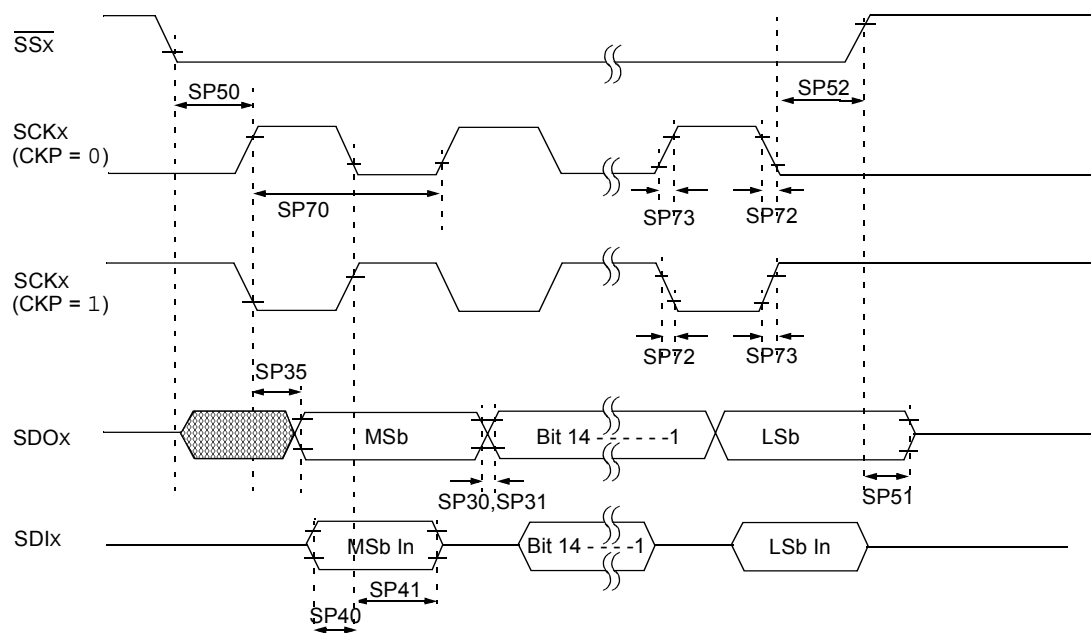 SSx
SP50
SP52
SCKx
(CKP = 0)
SP70
SP73
SP72
SCKx
(CKP = 1)
SP72
SP73
SP35
SDOx
MSb
Bit 14 - - - - - -1
LSb
SP30,SP31
SP51
SDIx
MSb In
Bit 14 - - - -1
LSb In
SP41
SP40